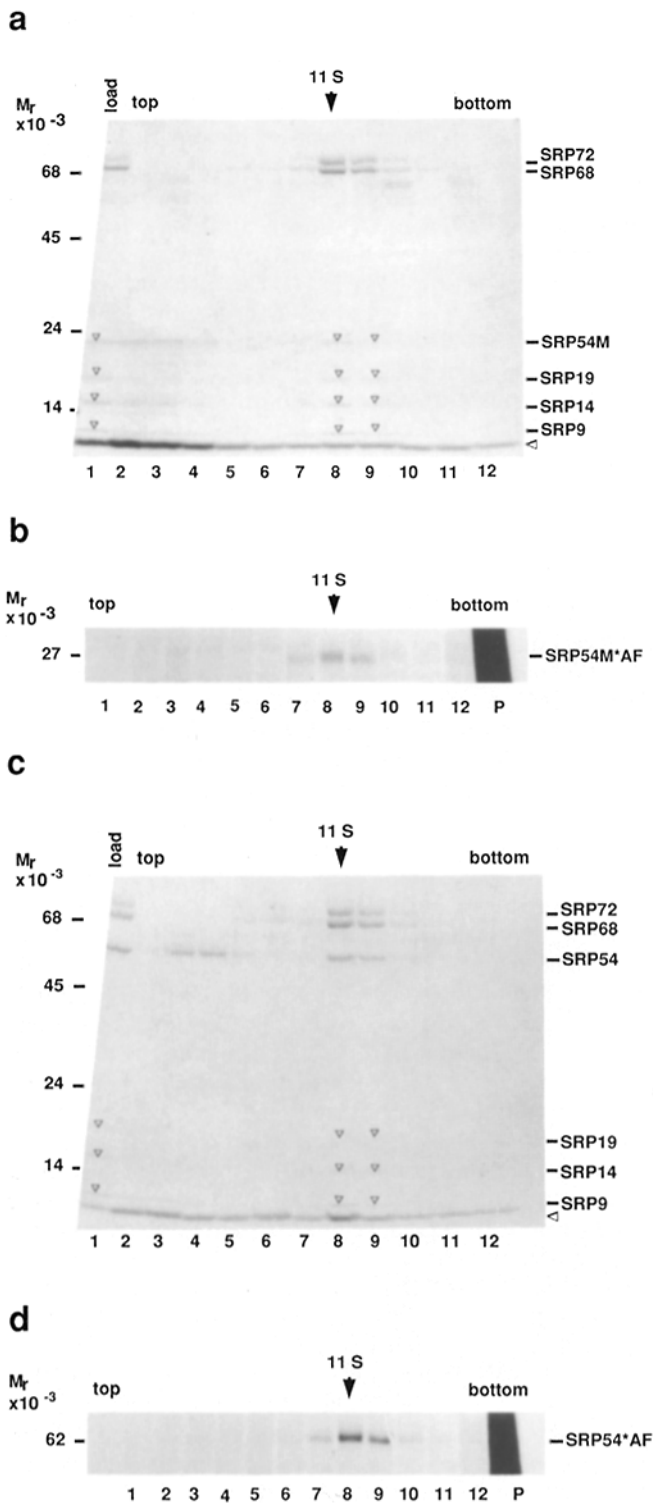 a
11 S
Mr
x10 -3
load
top
bottom
SRP72
68
SRP68
45
24
SRP54M
SRP19
14
SRP14
SRP9
1 2 3 4 5 6 7 8 9 10 11 12
b
11 S
Mr
x10 -3
top
bottom
27
SRP54M*AF
1 2 3 4 5 6 7 8 9 10 11 12 P
c
11 S
Mr
x10 -3
load
top
bottom
68
SRP72
SRP68
SRP54
45
24
SRP19
14
SRP14
SRP9
1 2 3 4 5 6 7 8 9 10 11 12
d
11 S
Mr
x10 -3
top
bottom
62
SRP54*AF
1 2 3 4 5 6 7 8 9 10 11 12 P